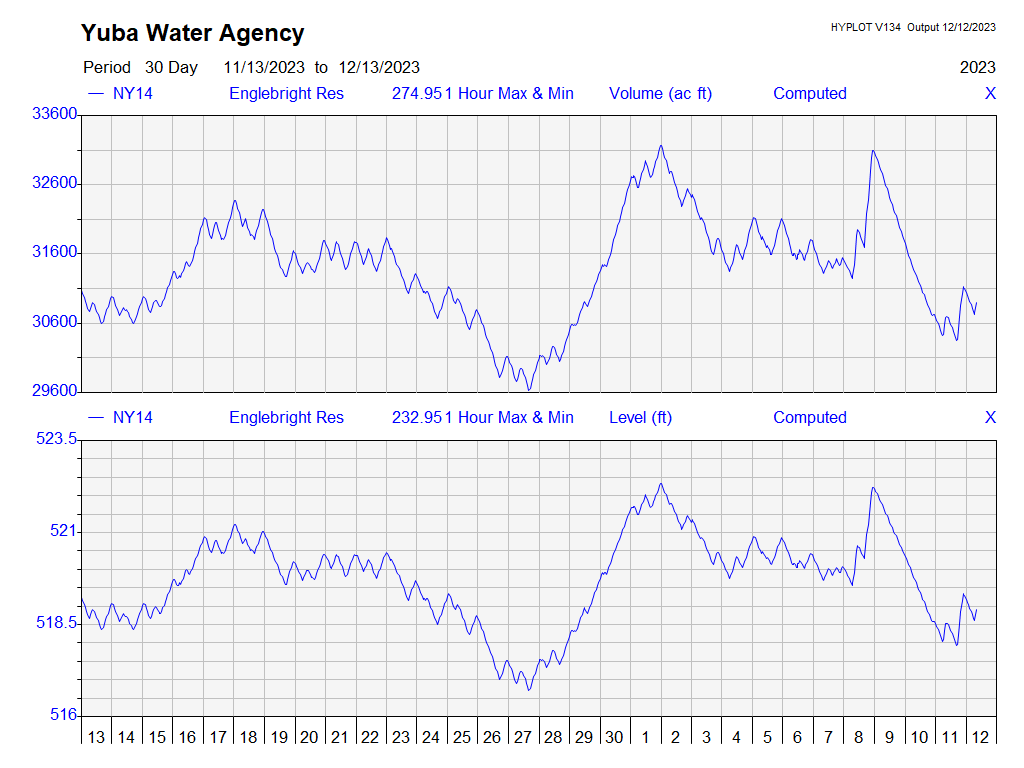 Yuba Water Agency
HYPLOT V134 Output 12/12/2023
Period 30 Day 11/13/2023 to 12/13/2023 2023
NY14 Englebright Res 274.951 Hour Max & Min Volume (ac ft) Computed X
33600
32600
31600
30600
29600
NY14 Englebright Res 232.951 Hour Max & Min Level (ft) Computed X
523.5
521
518.5
516
13 14 15 16 17 18 19 20 21 22 23 24 25 26 27 28 29 30 1 2 3 4 5 6 7 8 9 10 11 12